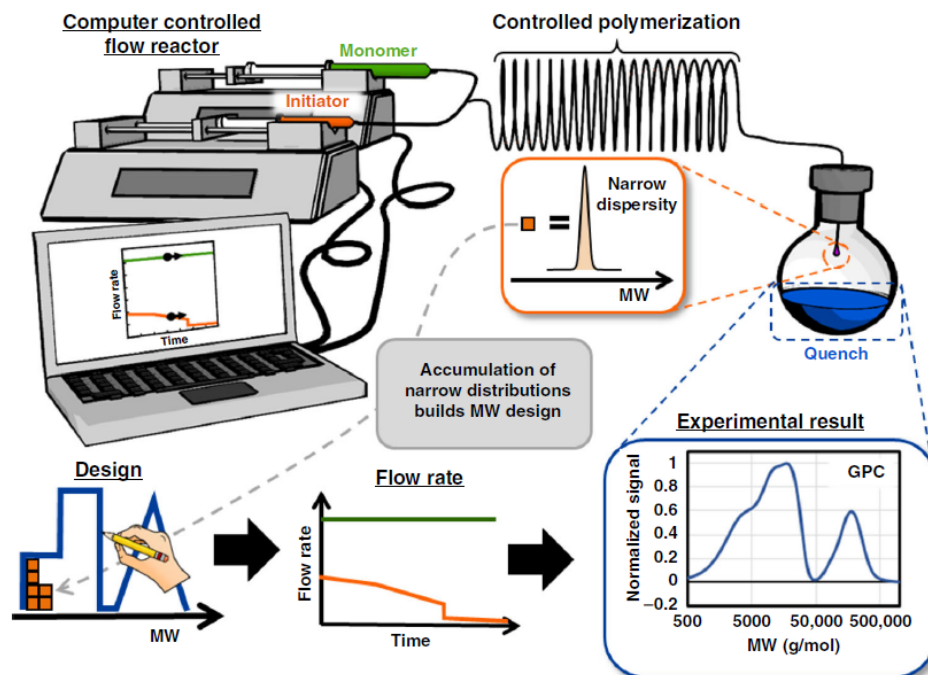 Computer controlled
flow reactor
Monomer
Initiator
Controlled polymerization
Flow rate
Time
Narrow
dispersity
=
MW
Quench
Accumulation of
narrow distributions
builds MW design
Design
MW
Flow rate
Flow rate
Time
Experimental result
GPC
Normalized signal
1
0.8
0.6
0.4
0.2
0
−0.2
500 5000 50,000 500,000
MW (g/mol)